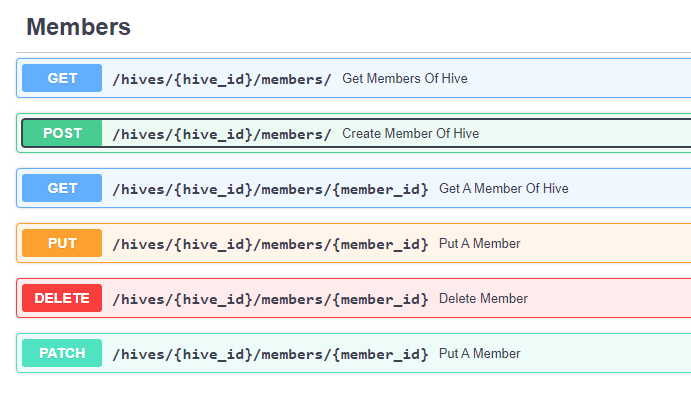 Members
GET /hives/{hive_id}/members/ Get Members Of Hive
POST /hives/{hive_id}/members/ Create Member Of Hive
GET /hives/{hive_id}/members/{member_id} Get A Member Of Hive
PUT /hives/{hive_id}/members/{member_id} Put A Member
DELETE /hives/{hive_id}/members/{member_id} Delete Member
PATCH /hives/{hive_id}/members/{member_id} Put A Member